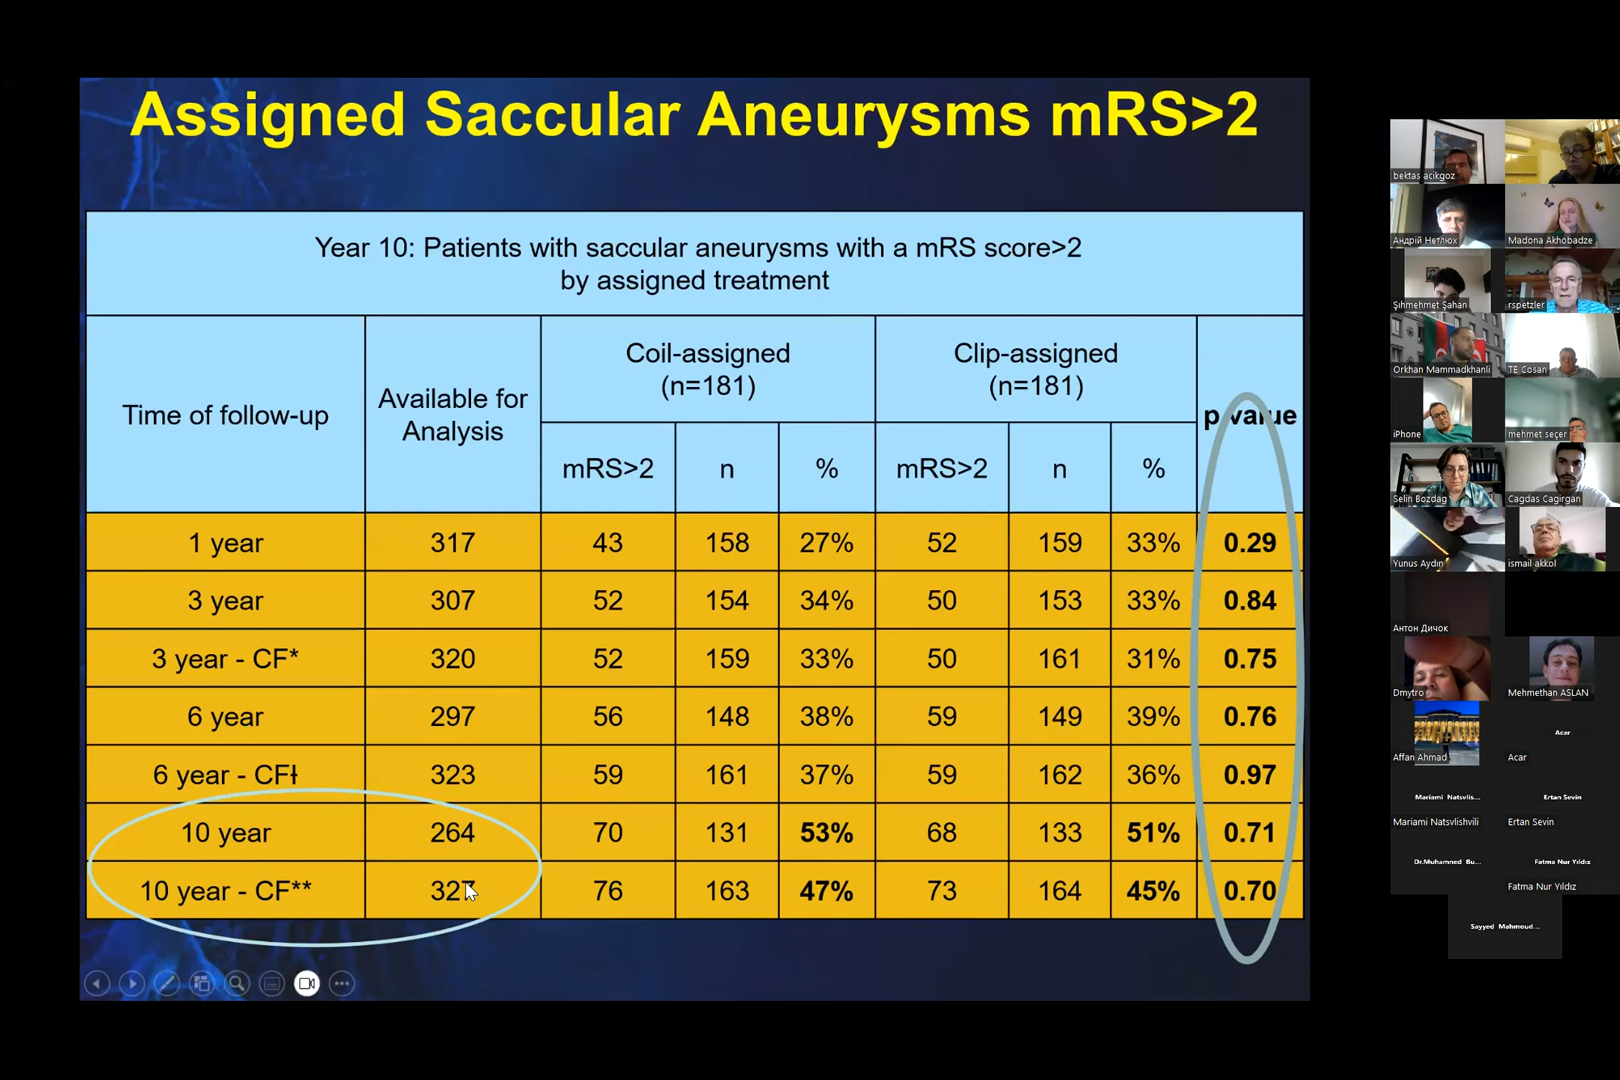 Assigned Saccular Aneurysms mRS>2
Year 10: Patients with saccular aneurysms with a mRS score>2
by assigned treatment
Time of follow-up
Available for
Analysis
Coil-assigned
(n=181)
Clip-assigned
(n=181)
p value
mRS>2 n % mRS>2 n %
1 year 317 43 158 27% 52 159 33% 0.29
3 year 307 52 154 34% 50 153 33% 0.84
3 year - CF* 320 52 159 33% 50 161 31% 0.75
6 year 297 56 148 38% 59 149 39% 0.76
6 year - CFƗ 323 59 161 37% 59 162 36% 0.97
10 year 264 70 131 53% 68 133 51% 0.71
10 year - CF** 327 76 163 47% 73 164 45% 0.70
bektas acikgoz
Андрій Нетлюх
Madona Akhobadze
Şıhmehmet Şahan
rspetzler
Orkhan Mammadkhanli
TE Cosan
iPhone
mehmet seçer
Selin Bozdag
Cagdas Cagirgan
Yunus Aydın
ismail akkol
Антон Дичок
Dmytro
Mehmethan ASLAN
Affan Ahmad
Acar
Acar
Mariami Natsvlis...
Mariami Natsvlishvili
Ertan Sevin
Ertan Sevin
Dr.Muhamned Bu...
Fatma Nur Yıldız
Fatma Nur Yıldız
Sayyed Mahmoud...